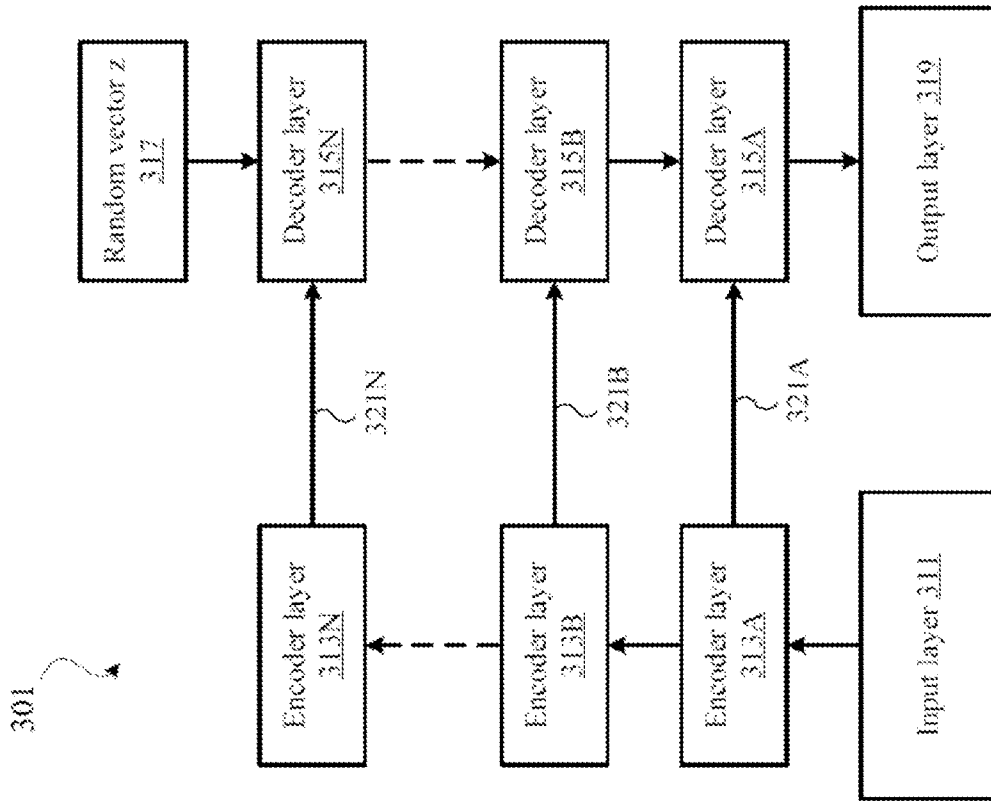 301
Random vector z
317
Encoder layer
313N
321N
Decoder layer
315N
Encoder layer
313B
321B
Decoder layer
315B
Encoder layer
313A
321A
Decoder layer
315A
Input layer 311
Output layer 319